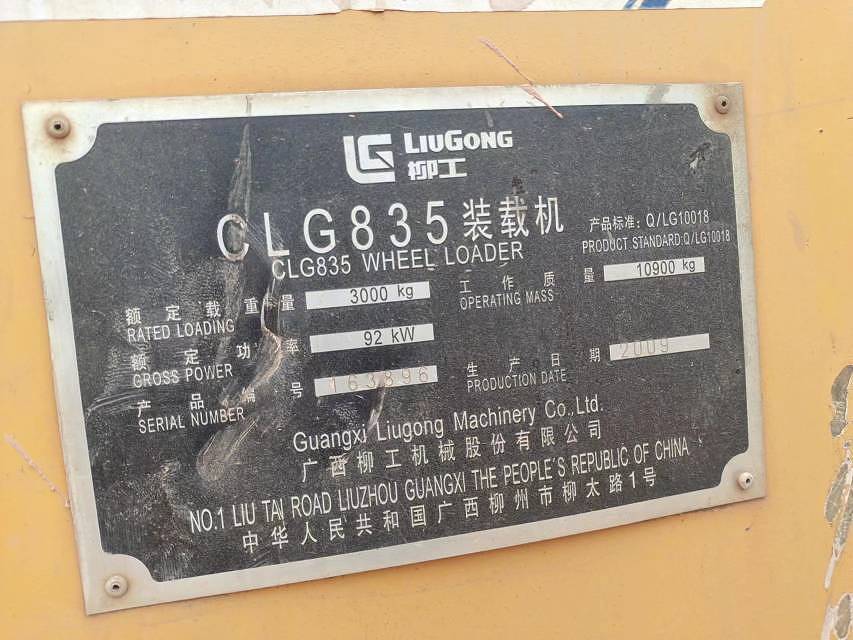 LG LIUGONG
柳工
CLG835装载机
CLG835 WHEEL LOADER
产品标准: Q/LG10018
PRODUCT STANDARD:Q/LG10018
额定载重量 3000 kg
RATED LOADING
工作质量 10900 kg
OPERATING MASS
额定功率 92 kW
GROSS POWER
生产日期 2009
PRODUCTION DATE
产品编号 163896
SERIAL NUMBER
Guangxi Liugong Machinery Co.,Ltd.
广西柳工机械股份有限公司
NO.1 LIU TAI ROAD LIUZHOU GUANGXI THE PEOPLE'S REPUBLIC OF CHINA
中华人民共和国广西柳州市柳太路1号